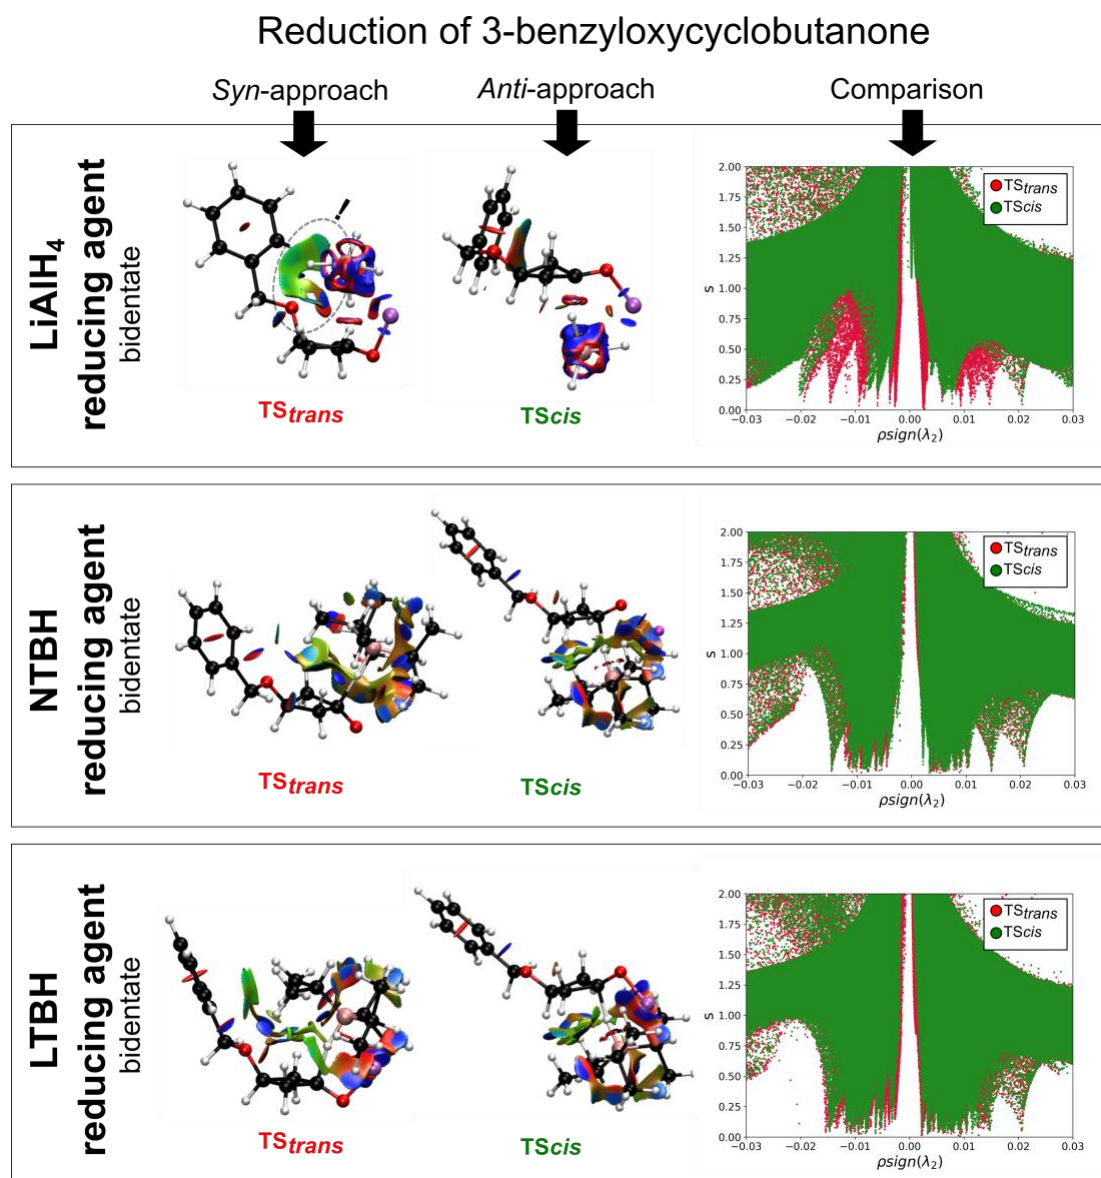 Reduction of 3-benzyloxycyclobutanone
Syn-approach
Anti-approach
Comparison
LiAlH4
reducing agent
bidentate
!
TStrans
TScis
2.00
1.75
1.50
1.25
1.00
0.75
0.50
0.25
0.00
s
−0.03
−0.02
−0.01
0.00
0.01
0.02
0.03
ρsign(λ2)
TStrans
TScis
NTBH
reducing agent
bidentate
TStrans
TScis
2.00
1.75
1.50
1.25
1.00
0.75
0.50
0.25
0.00
s
−0.03
−0.02
−0.01
0.00
0.01
0.02
0.03
ρsign(λ2)
TStrans
TScis
LTBH
reducing agent
bidentate
TStrans
TScis
2.00
1.75
1.50
1.25
1.00
0.75
0.50
0.25
0.00
s
−0.03
−0.02
−0.01
0.00
0.01
0.02
0.03
ρsign(λ2)
TStrans
TScis